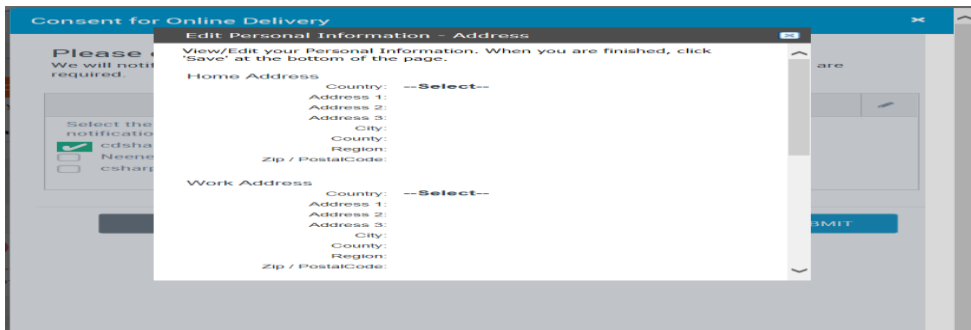 Consent for Online Delivery
Edit Personal Information - Address
Please
We will notif
are
required.
View/Edit your Personal Information. When you are finished, click
'Save' at the bottom of the page.
Home Address
Country: --Select--
Address 1:
Address 2:
Address 3:
City:
County:
Region:
Zip / PostalCode:
Select the
notificatio
cdsha
Neene
csharp
Work Address
Country: --Select--
Address 1:
Address 2:
Address 3:
City:
County:
Region:
Zip / PostalCode:
BMIT